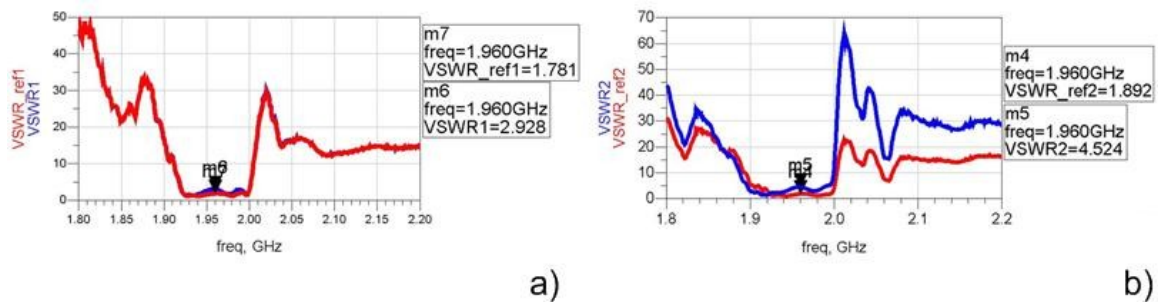 50
40
30
20
10
0
VSWR_ref1
VSWR1
1.80 1.85 1.90 1.95 2.00 2.05 2.10 2.15 2.20
freq, GHz
m7
freq=1.960GHz
VSWR_ref1=1.781
m6
freq=1.960GHz
VSWR1=2.928
a)
70
60
50
40
30
20
10
0
VSWR2
VSWR_ref2
m5
m4
1.8 1.9 2.0 2.1 2.2
freq, GHz
m4
freq=1.960GHz
VSWR_ref2=1.892
m5
freq=1.960GHz
VSWR2=4.524
b)